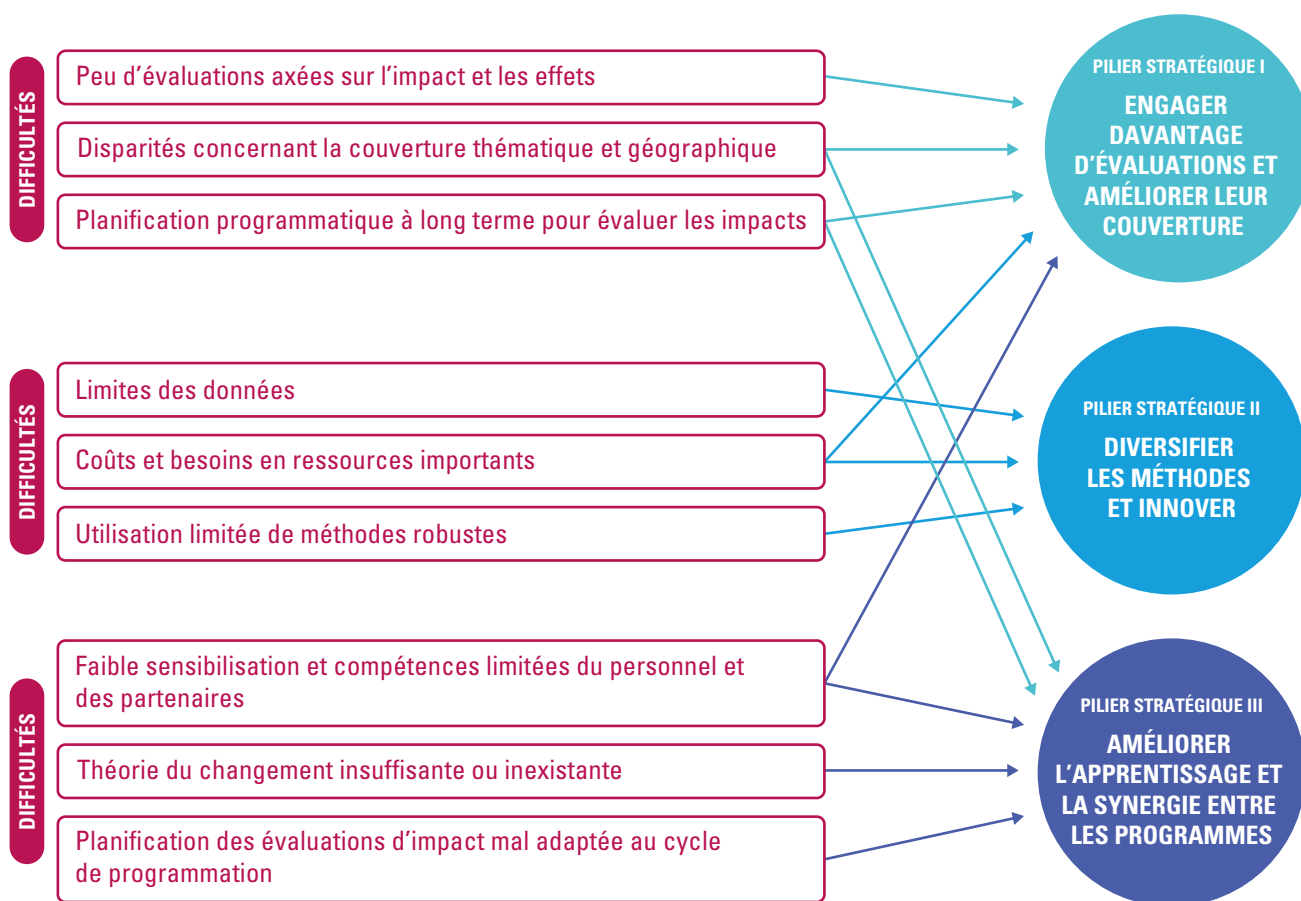 DIFFICULTÉS
Peu d’évaluations axées sur l’impact et les effets
Disparités concernant la couverture thématique et géographique
Planification programmatique à long terme pour évaluer les impacts
PILIER STRATÉGIQUE I
ENGAGER
DAVANTAGE
D’ÉVALUATIONS ET
AMÉLIORER LEUR
COUVERTURE
DIFFICULTÉS
Limites des données
Coûts et besoins en ressources importants
Utilisation limitée de méthodes robustes
PILIER STRATÉGIQUE II
DIVERSIFIER
LES MÉTHODES
ET INNOVER
DIFFICULTÉS
Faible sensibilisation et compétences limitées du personnel et
des partenaires
Théorie du changement insuffisante ou inexistante
Planification des évaluations d’impact mal adaptée au cycle
de programmation
PILIER STRATÉGIQUE III
AMÉLIORER
L’APPRENTISSAGE ET
LA SYNERGIE ENTRE
LES PROGRAMMES